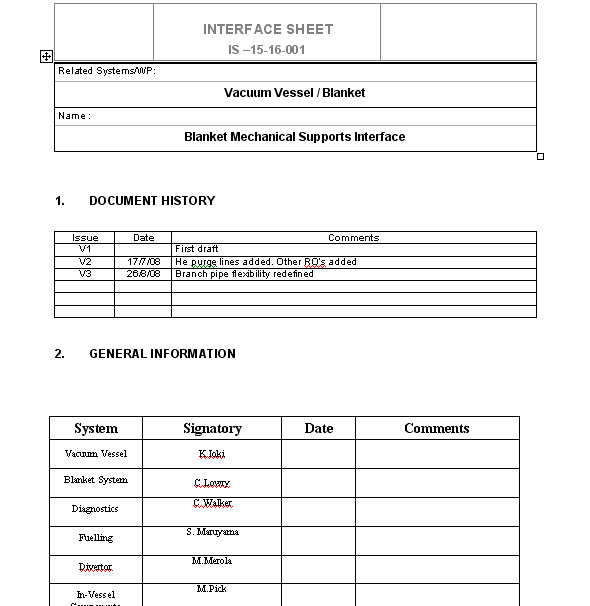 INTERFACE SHEET
IS –15-16-001
Related Systems/WP:
Vacuum Vessel / Blanket
Name :
Blanket Mechanical Supports Interface
1. DOCUMENT HISTORY
Issue Date Comments
V1 First draft
V2 17/7/08 He purge lines added. Other RO's added
V3 26/8/08 Branch pipe flexibility redefined
2. GENERAL INFORMATION
System Signatory Date Comments
Vacuum Vessel K.Ioki
Blanket System C.Lowry
Diagnostics C.Walker
Fuelling S. Maruyama
Divertor M.Merola
In-Vessel M.Pick
Components